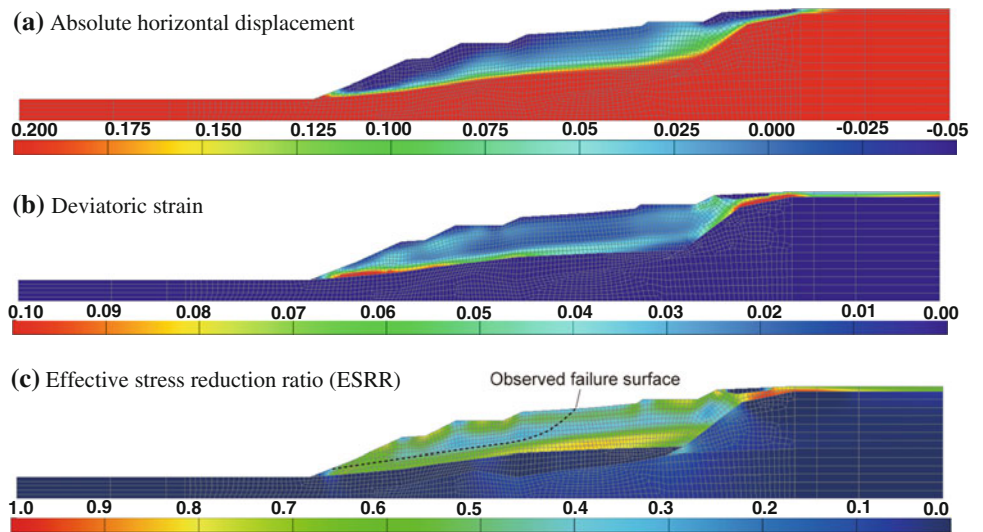 (a) Absolute horizontal displacement
0.200 0.175 0.150 0.125 0.100 0.075 0.05 0.025 0.000 -0.025 -0.05
(b) Deviatoric strain
0.10 0.09 0.08 0.07 0.06 0.05 0.04 0.03 0.02 0.01 0.00
(c) Effective stress reduction ratio (ESRR)
Observed failure surface
1.0 0.9 0.8 0.7 0.6 0.5 0.4 0.3 0.2 0.1 0.0